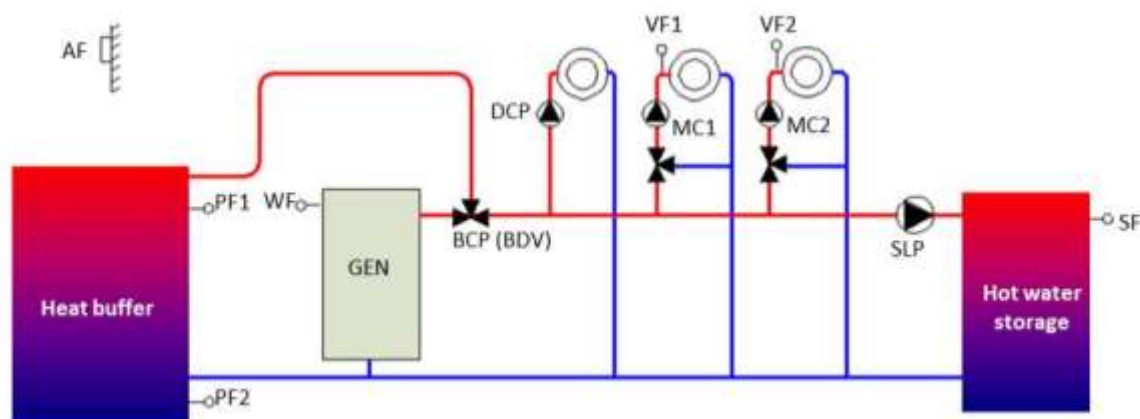 AF
VF1
VF2
DCP
MC1
MC2
PF1
WF
BCP (BDV)
SLP
SF
GEN
Heat buffer
Hot water
storage
PF2